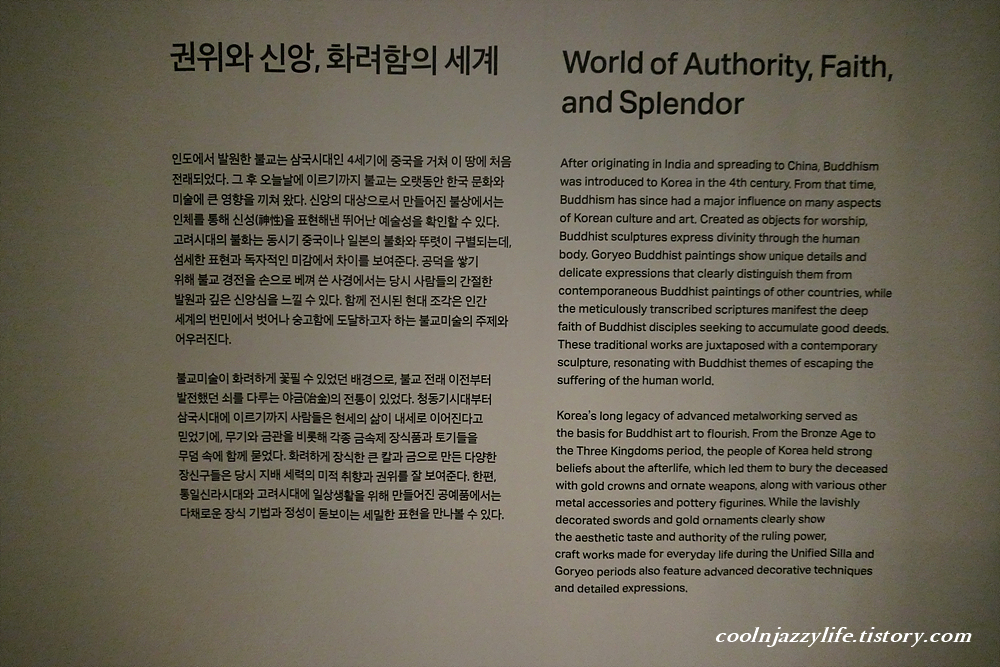 권위와 신앙, 화려함의 세계
인도에서 발원한 불교는 삼국시대인 4세기에 중국을 거쳐 이 땅에 처음
전래되었다. 그 후 오늘날에 이르기까지 불교는 오랫동안 한국 문화와
미술에 큰 영향을 끼쳐 왔다. 신앙의 대상으로서 만들어진 불상에서는
인체를 통해 신성(神性)을 표현해낸 뛰어난 예술성을 확인할 수 있다.
고려시대의 불화는 동시기 중국이나 일본의 불화와 뚜렷이 구별되는데,
섬세한 표현과 독자적인 미감에서 차이를 보여준다. 공덕을 쌓기
위해 불교 경전을 손으로 베껴 쓴 사경에서는 당시 사람들의 간절한
발원과 깊은 신앙심을 느낄 수 있다. 함께 전시된 현대 조각은 인간
세계의 번민에서 벗어나 숭고함에 도달하고자 하는 불교미술의 주제와
어우러진다.
불교미술이 화려하게 꽃필 수 있었던 배경으로, 불교 전래 이전부터
발전했던 쇠를 다루는 야금(冶金)의 전통이 있었다. 청동기시대부터
삼국시대에 이르기까지 사람들은 현세의 삶이 내세로 이어진다고
믿었기에, 무기와 금관을 비롯해 각종 금속제 장식품과 토기들을
무덤 속에 함께 묻었다. 화려하게 장식한 큰 칼과 금으로 만든 다양한
장신구들은 당시 지배 세력의 미적 취향과 권위를 잘 보여준다. 한편,
통일신라시대와 고려시대에 일상생활을 위해 만들어진 공예품에서는
다채로운 장식 기법과 정성이 돋보이는 세밀한 표현을 만나볼 수 있다.
World of Authority, Faith,
and Splendor
After originating in India and spreading to China, Buddhism
was introduced to Korea in the 4th century. From that time,
Buddhism has since had a major influence on many aspects
of Korean culture and art. Created as objects for worship,
Buddhist sculptures express divinity through the human
body. Goryeo Buddhist paintings show unique details and
delicate expressions that clearly distinguish them from
contemporaneous Buddhist paintings of other countries, while
the meticulously transcribed scriptures manifest the deep
faith of Buddhist disciples seeking to accumulate good deeds.
These traditional works are juxtaposed with a contemporary
sculpture, resonating with Buddhist themes of escaping the
suffering of the human world.
Korea's long legacy of advanced metalworking served as
the basis for Buddhist art to flourish. From the Bronze Age to
the Three Kingdoms period, the people of Korea held strong
beliefs about the afterlife, which led them to bury the deceased
with gold crowns and ornate weapons, along with various other
metal accessories and pottery figurines. While the lavishly
decorated swords and gold ornaments clearly show
the aesthetic taste and authority of the ruling power,
craft works made for everyday life during the Unified Silla and
Goryeo periods also feature advanced decorative techniques
and detailed expressions.
coolnjazzylife.tistory.com